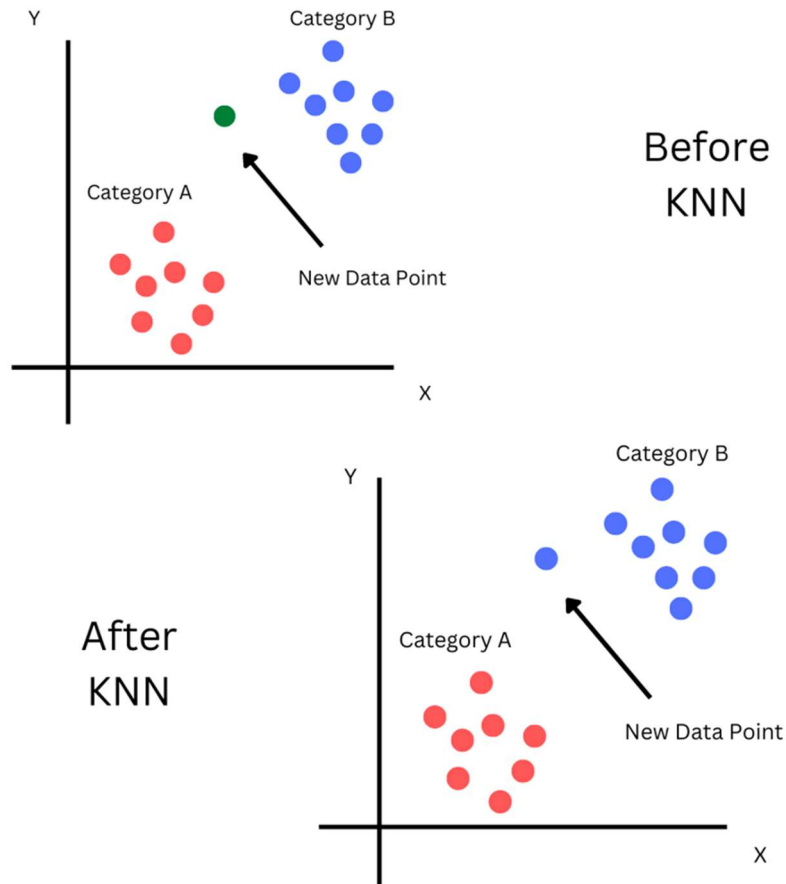 Y
Category B
Before
KNN
Category A
New Data Point
X
Category B
Y
After
KNN
Category A
New Data Point
X